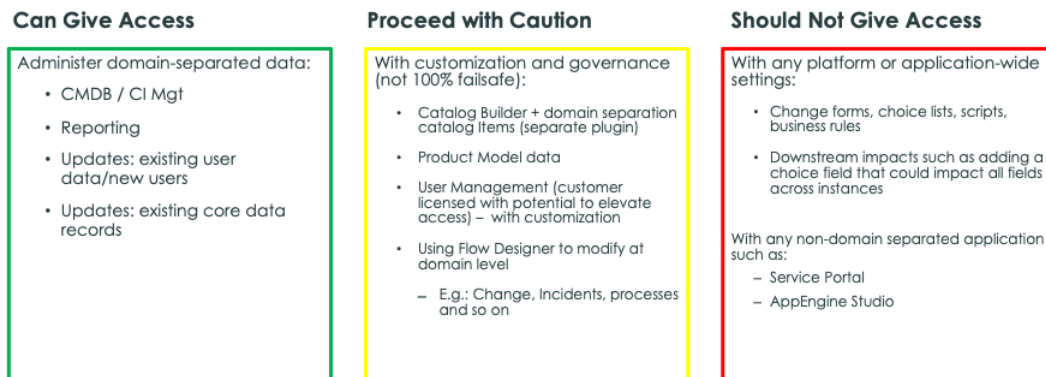 Can Give Access
Administer domain-separated data:
• CMDB / CI Mgt
• Reporting
• Updates: existing user
data/new users
• Updates: existing core data
records
Proceed with Caution
With customization and governance
(not 100% failsafe):
• Catalog Builder + domain separation
catalog Items (separate plugin)
• Product Model data
• User Management (customer
licensed with potential to elevate
access) – with customization
• Using Flow Designer to modify at
domain level
– E.g.: Change, Incidents, processes
and so on
Should Not Give Access
With any platform or application-wide
settings:
• Change forms, choice lists, scripts,
business rules
• Downstream impacts such as adding a
choice field that could impact all fields
across instances
With any non-domain separated application
such as:
– Service Portal
– AppEngine Studio